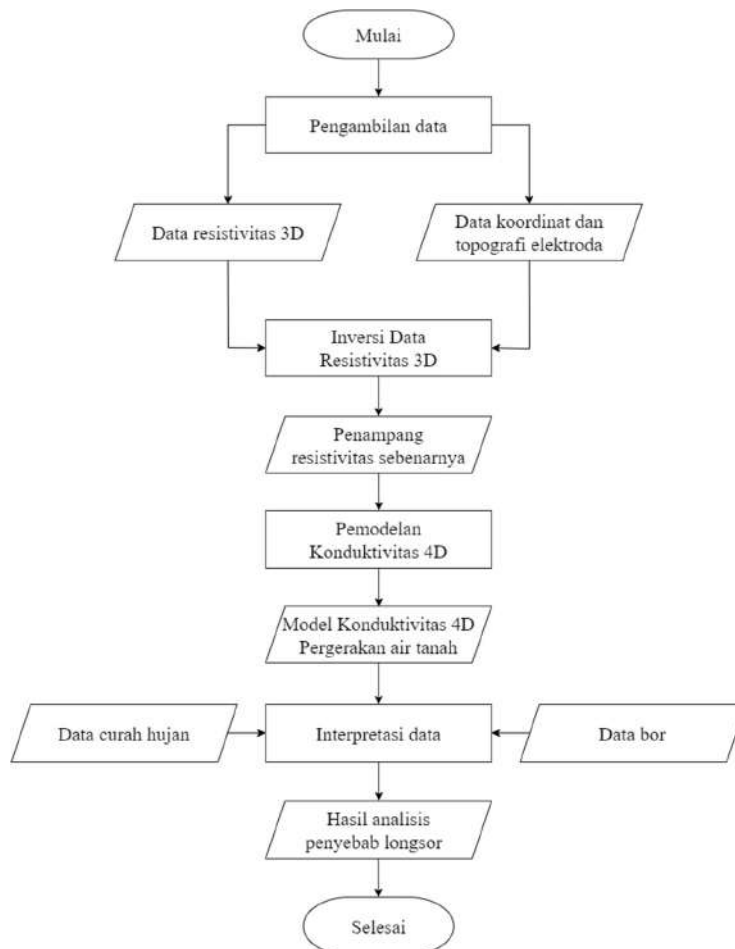 Mulai
Pengambilan data
Data resistivitas 3D
Data koordinat dan
topografi elektroda
Inversi Data
Resistivitas 3D
Penampang
resistivitas sebenarnya
Pemodelan
Konduktivitas 4D
Model Konduktivitas 4D
Pergerakan air tanah
Data curah hujan
Interpretasi data
Data bor
Hasil analisis
penyebab longsor
Selesai